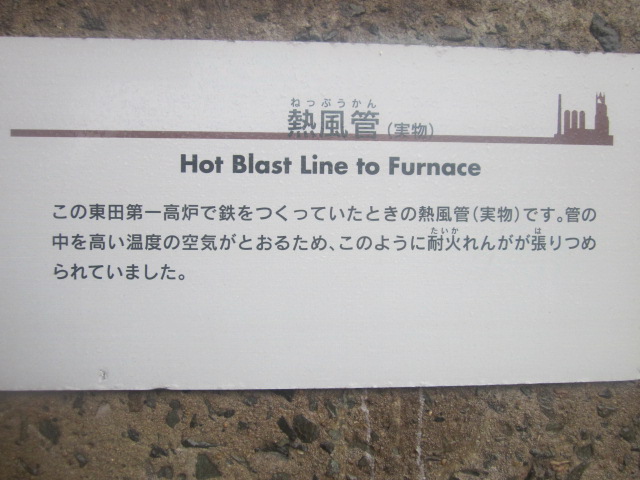 ねっぷうかん
熱風管(実物)
Hot Blast Line to Furnace
この東田第一高炉で鉄をつくっていたときの熱風管(実物)です。管の
中を高い温度の空気がとおるため、このように耐火れんがが張りつめ
たいか は
られていました。